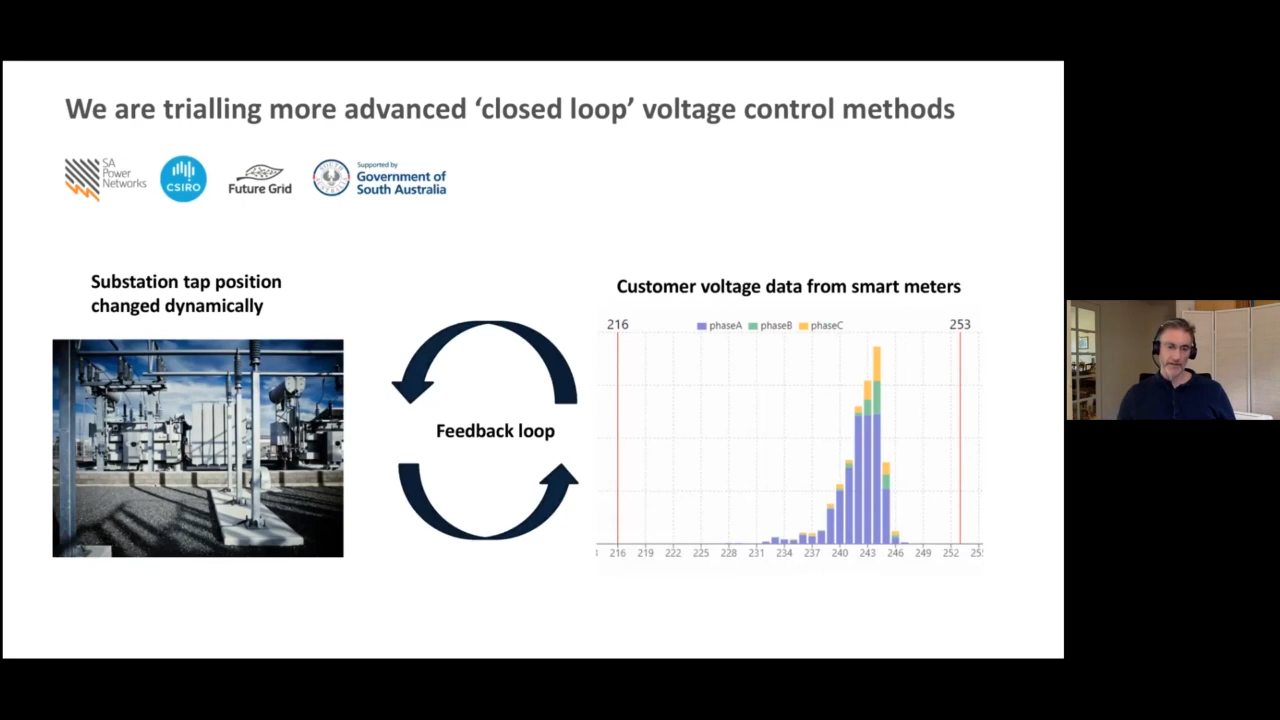 We are trialling more advanced ‘closed loop’ voltage control methods
SA
Power
Networks
CSIRO
Future Grid
Supported by
Government of
South Australia
Substation tap position
changed dynamically
Feedback loop
Customer voltage data from smart meters
216
phaseA phaseB phaseC
253
216 219 222 225 228 231 234 237 240 243 246 249 252